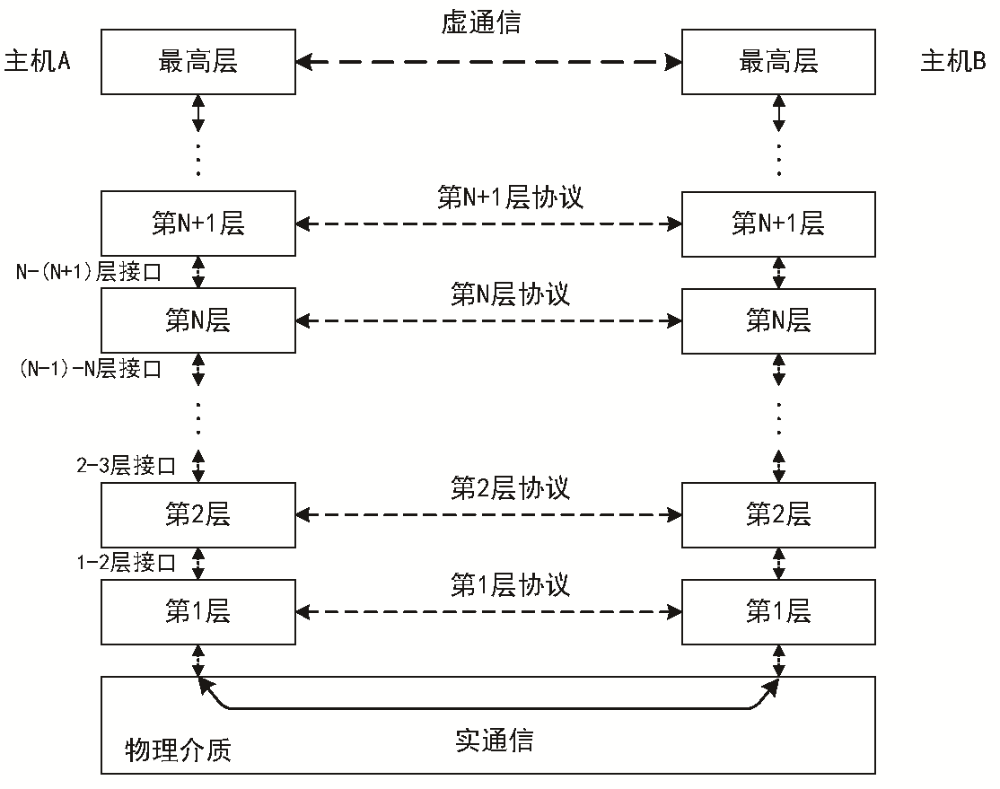 虚通信
主机A
最高层
最高层
主机B
第N+1层协议
第N+1层
第N+1层
N-(N+1)层接口
第N层协议
第N层
第N层
(N-1)-N层接口
2-3层接口
第2层协议
第2层
第2层
1-2层接口
第1层协议
第1层
第1层
实通信
物理介质